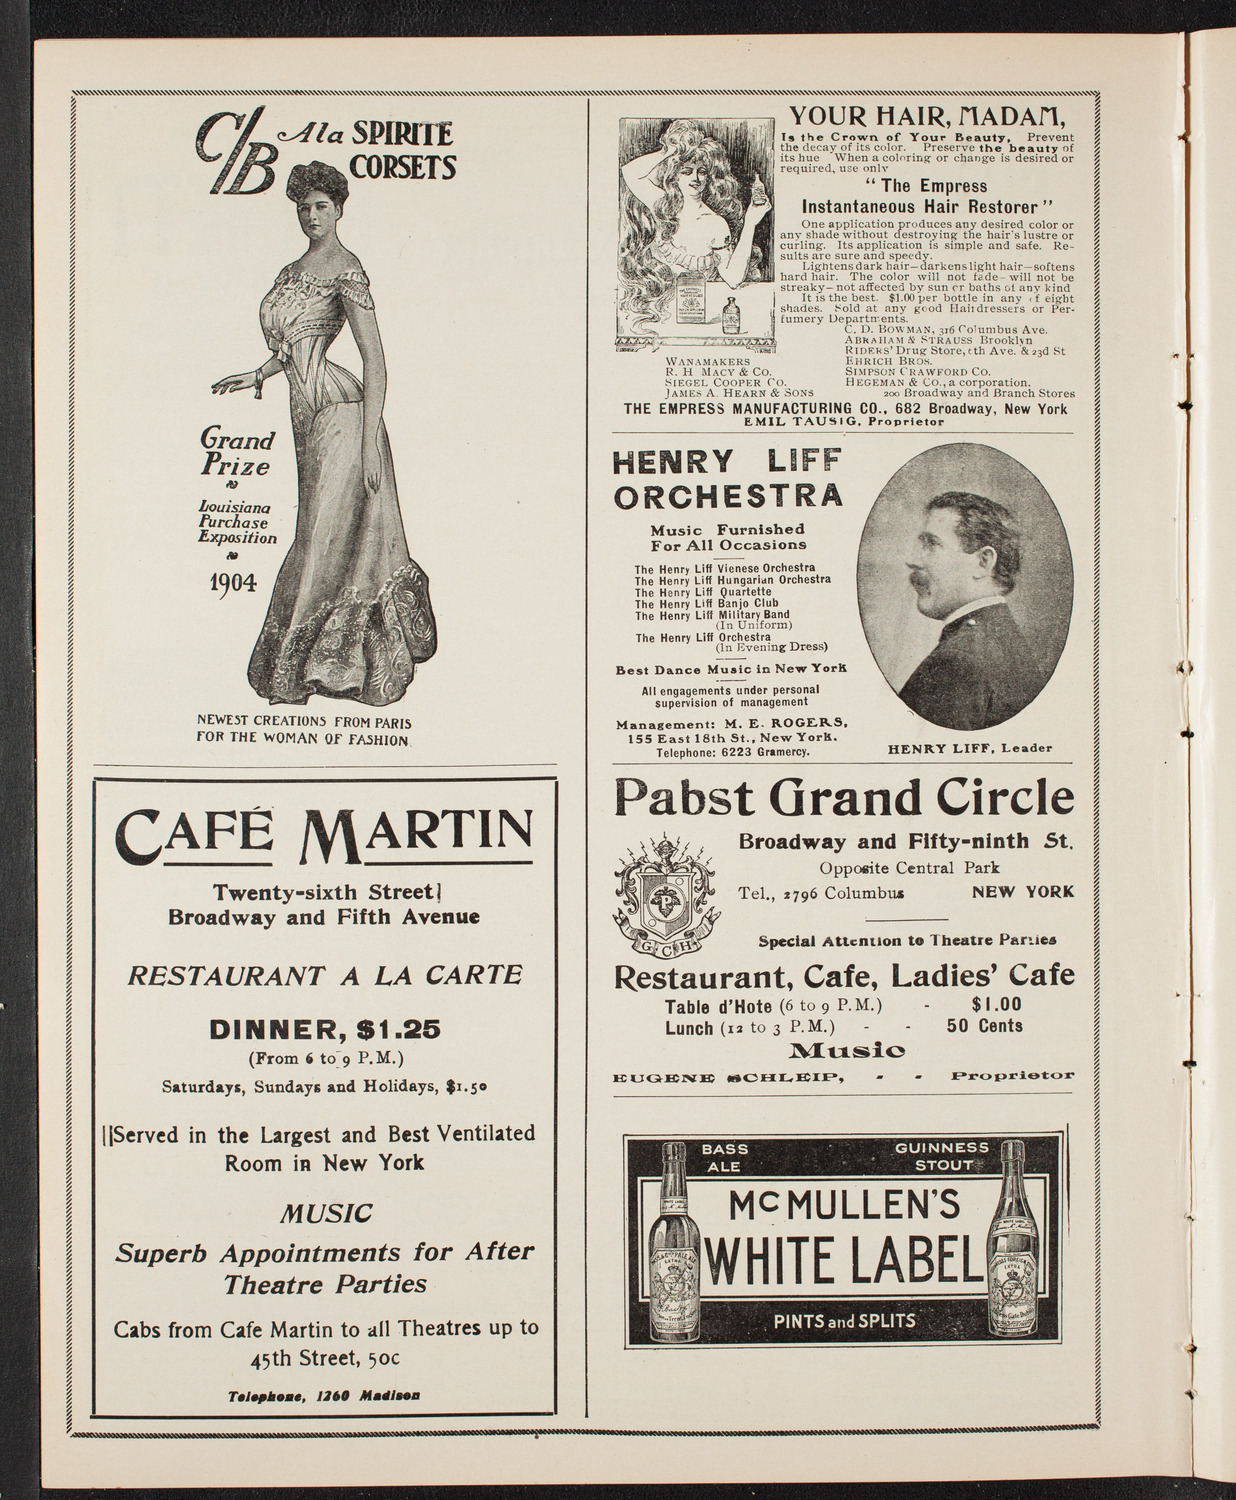 C/B Ala SPIRITE
CORSETS
Grand
Prize
Louisiana
Purchase
Exposition
1904
NEWEST CREATIONS FROM PARIS
FOR THE WOMAN OF FASHION
CAFÉ MARTIN
Twenty-sixth Street
Broadway and Fifth Avenue
RESTAURANT A LA CARTE
DINNER, $1.25
(From 6 to 9 P.M.)
Saturdays, Sundays and Holidays, $1.50
Served in the Largest and Best Ventilated
Room in New York
MUSIC
Superb Appointments for After
Theatre Parties
Cabs from Cafe Martin to all Theatres up to
45th Street, 50c
Telephone, 1260 Madison
YOUR HAIR, MADAM,
Is the Crown of Your Beauty, Prevent
the decay of its color. Preserve the beauty of
its hue When a coloring or change is desired or
required, use only
"The Empress
Instantaneous Hair Restorer"
One application produces any desired color or
any shade without destroying the hair's lustre or
curling. Its application is simple and safe. Re-
sults are sure and speedy.
Lightens dark hair—darkens light hair—softens
hard hair. The color will not fade—will not be
streaky—not affected by sun or baths of any kind
It is the best. $1.00 per bottle in any of eight
shades. Sold at any good Hairdressers or Per-
fumery Departments.
C. D. BOWMAN, 316 Columbus Ave.
ABRAHAM & STRAUSS Brooklyn
RIDERS' Drug Store, 6th Ave. & 23d St
EHRICH BROS.
SIMPSON CRAWFORD CO.
HEGEMAN & CO., a corporation,
200 Broadway and Branch Stores
WANAMAKERS
R. H. MACY & CO.
SIEGEL COOPER CO.
JAMES A. HEARN & SONS
THE EMPRESS MANUFACTURING CO., 682 Broadway, New York
EMIL TAUSIG, Proprietor
HENRY LIFF
ORCHESTRA
Music Furnished
For All Occasions
The Henry Liff Vienese Orchestra
The Henry Liff Hungarian Orchestra
The Henry Liff Quartette
The Henry Liff Banjo Club
The Henry Liff Military Band
(In Uniform)
The Henry Liff Orchestra
(In Evening Dress)
Best Dance Music in New York
All engagements under personal
supervision of management
Management: M. E. ROGERS,
155 East 18th St., New York.
Telephone: 6223 Gramercy.
HENRY LIFF, Leader
Pabst Grand Circle
Broadway and Fifty-ninth St.
Opposite Central Park
Tel., 2796 Columbus NEW YORK
P
G C H
Special Attention to Theatre Parties
Restaurant, Cafe, Ladies' Cafe
Table d'Hote (6 to 9 P.M.) - $1.00
Lunch (12 to 3 P.M.) - - 50 Cents
Music
EUGENE SCHLEIP, - - Proprietor
BASS
ALE
GUINNESS
STOUT
McMULLEN'S
WHITE LABEL
PINTS and SPLITS